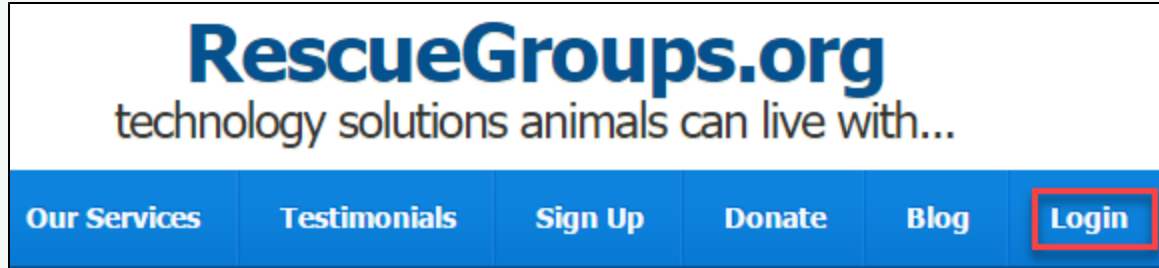 RescueGroups.org
technology solutions animals can live with...
Our Services Testimonials Sign Up Donate Blog Login